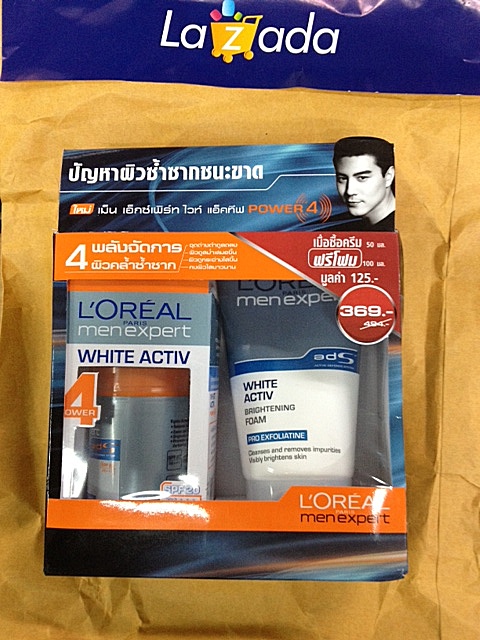 Lazada
ปัญหาผิวซ้ำซากชนะขาด
ใหม่ เม็น เอ็กซ์เพิร์ท ไวท์ แอ็คทีฟ POWER 4
4 พลังจัดการ
ผิวคล้ำซ้ำซาก
เมื่อซื้อครีม 50 มล.
ฟรีโฟม 100 มล.
มูลค่า 125.-
369.-
494.-
L'ORÉAL
PARIS
men expert
WHITE ACTIV
4
POWER
SPF20
L'ORÉAL
men expert
adS
WHITE
ACTIV
BRIGHTENING
FOAM
PRO EXFOLIATINE
Cleanses and removes impurities
Visibly brightens skin
L'ORÉAL
PARIS
men expert